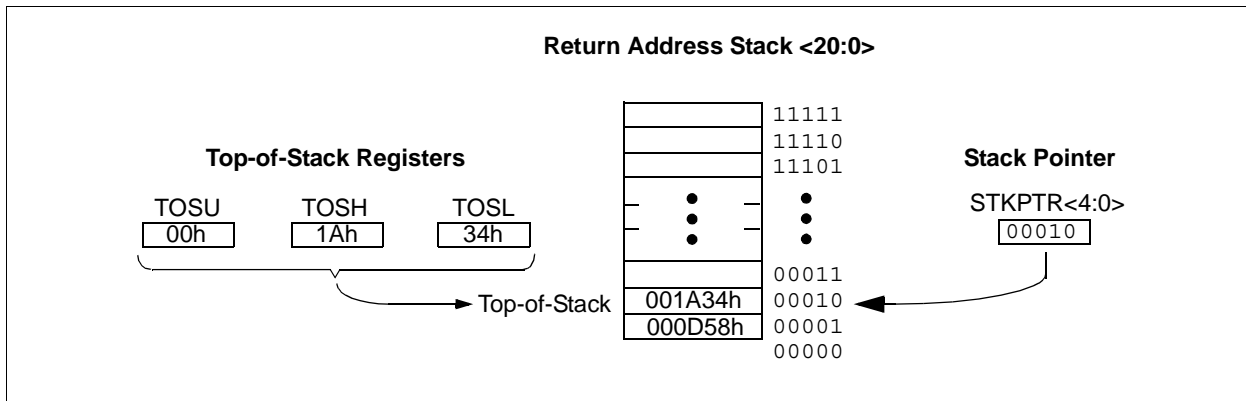 Return Address Stack <20:0>
11111
11110
11101
Top-of-Stack Registers
Stack Pointer
TOSU TOSH TOSL
00h 1Ah 34h
STKPTR<4:0>
00010
00011
Top-of-Stack 001A34h 00010
000D58h 00001
00000